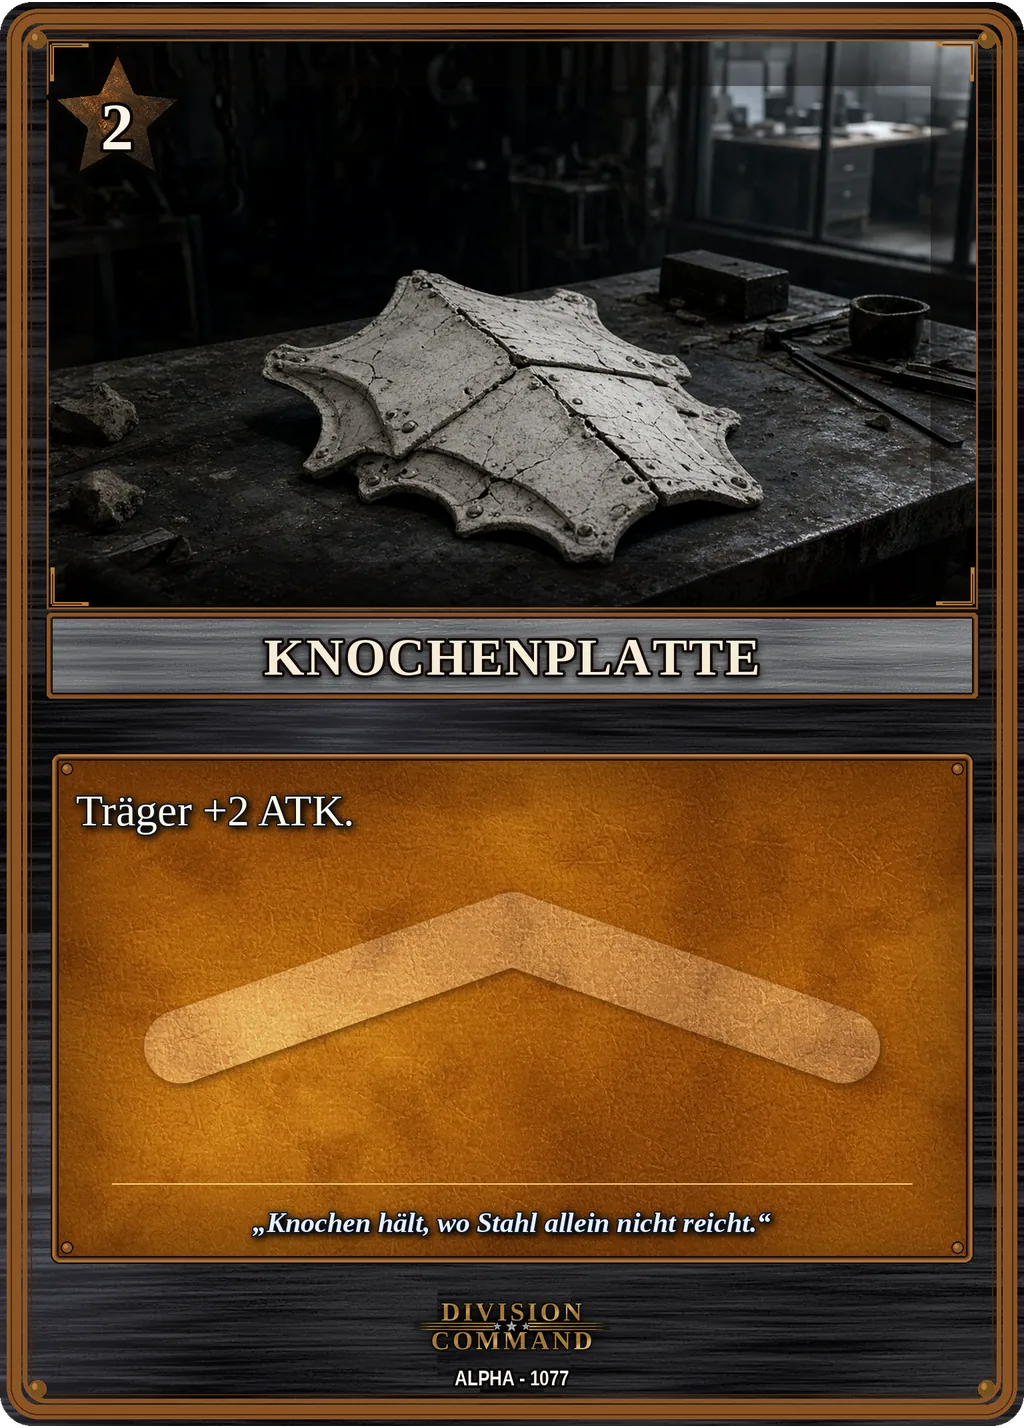 2
KNOCHENPLATTE
Träger +2 ATK.
„Knochen hält, wo Stahl allein nicht reicht.“
DIVISION
COMMAND
ALPHA - 1077